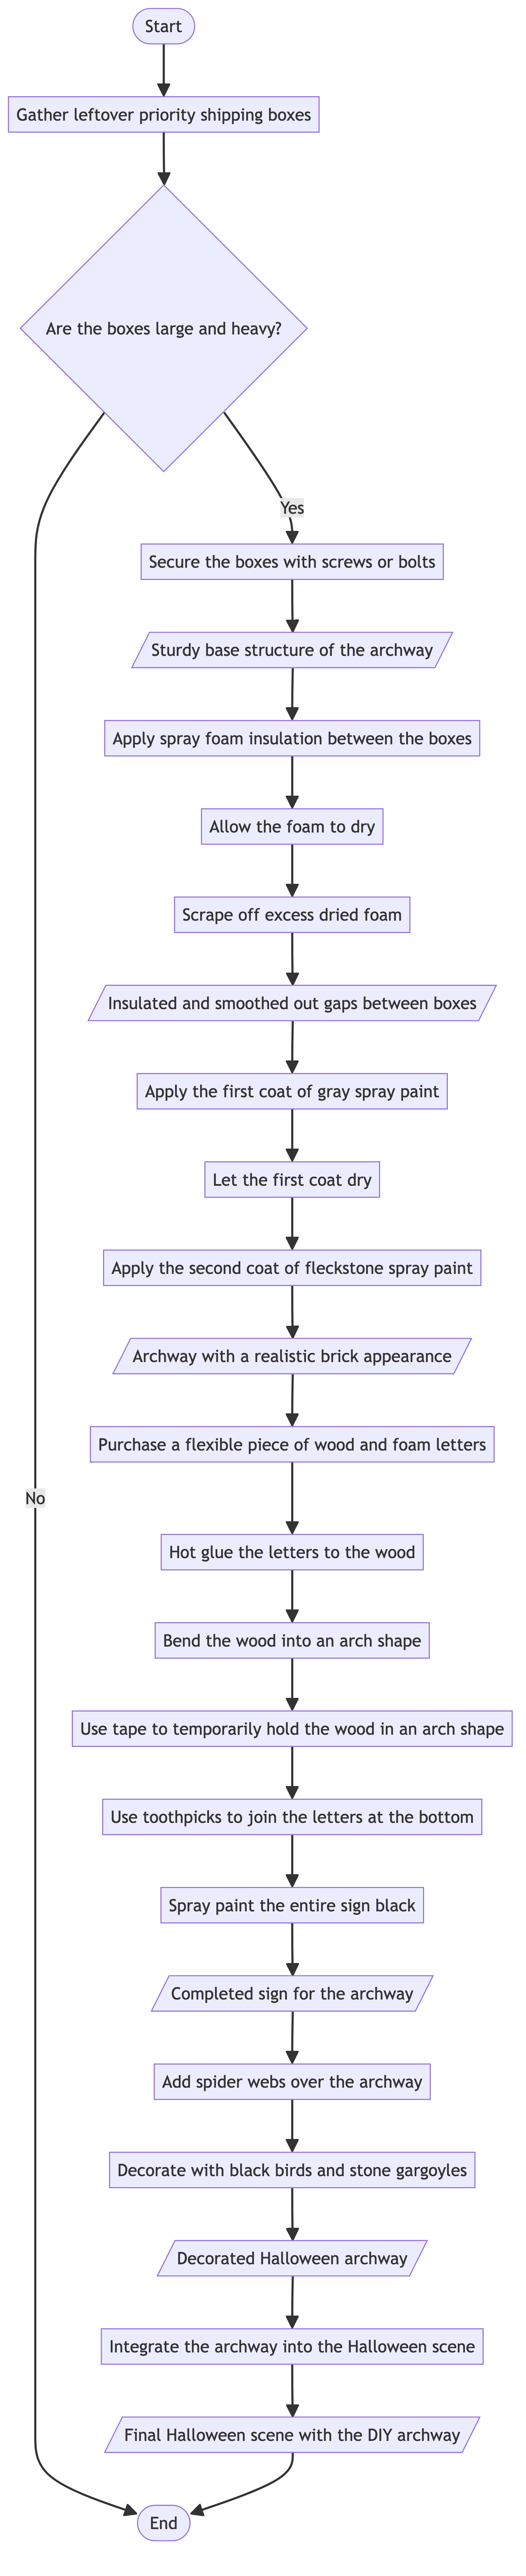 Start
Gather leftover priority shipping boxes
Are the boxes large and heavy?
Yes
Secure the boxes with screws or bolts
Sturdy base structure of the archway
Apply spray foam insulation between the boxes
Allow the foam to dry
Scrape off excess dried foam
Insulated and smoothed out gaps between boxes
Apply the first coat of gray spray paint
Let the first coat dry
Apply the second coat of fleckstone spray paint
Archway with a realistic brick appearance
Purchase a flexible piece of wood and foam letters
No
Hot glue the letters to the wood
Bend the wood into an arch shape
Use tape to temporarily hold the wood in an arch shape
Use toothpicks to join the letters at the bottom
Spray paint the entire sign black
Completed sign for the archway
Add spider webs over the archway
Decorate with black birds and stone gargoyles
Decorated Halloween archway
Integrate the archway into the Halloween scene
Final Halloween scene with the DIY archway
End